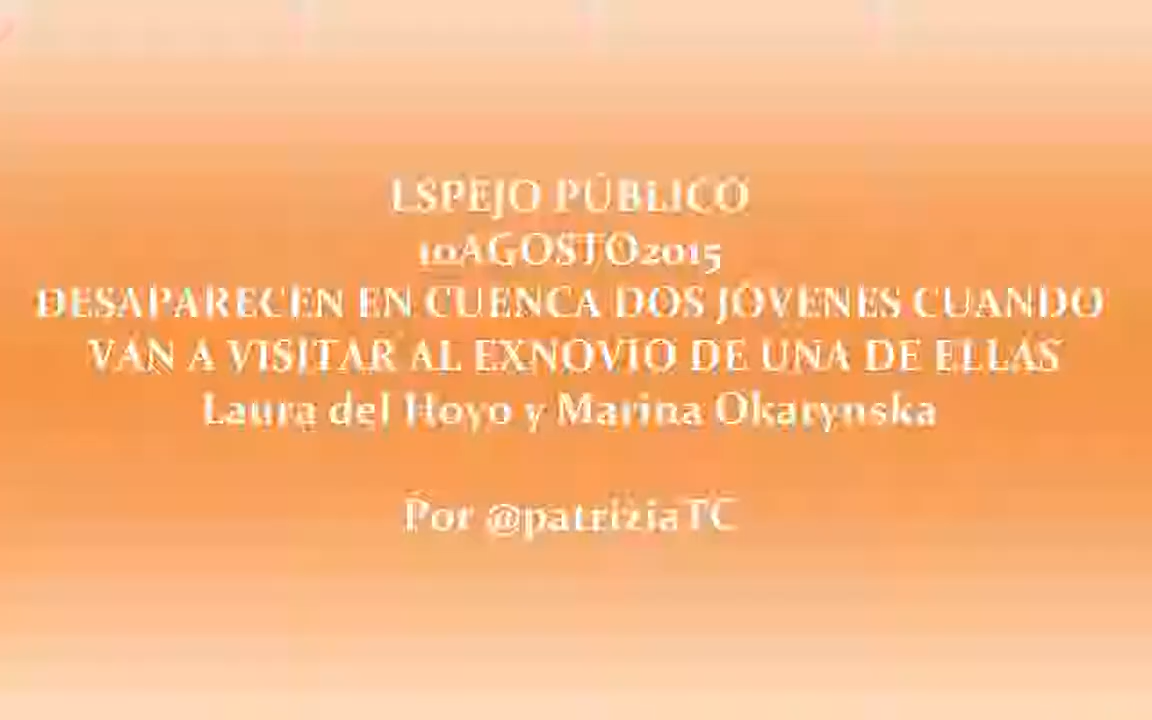 ESPEJO PÚBLICO
10AGOSTO2015
DESAPARECEN EN CUENCA DOS JÓVENES CUANDO
VAN A VISITAR AL EXNOVIO DE UNA DE ELLAS
Laura del Hoyo y Marina Okarynska
Por @patriziaTC